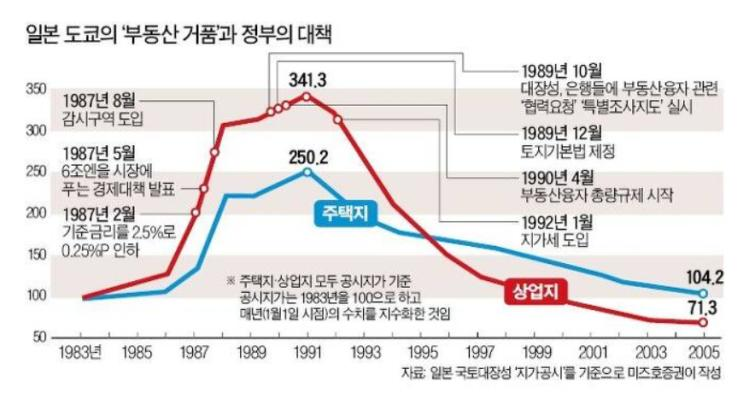 일본 도쿄의 '부동산 거품'과 정부의 대책
350
300
250
200
150
100
50
1987년 8월
감시구역 도입
1987년 5월
6조엔을 시장에
푸는 경제대책 발표
1987년 2월
기준금리를 2.5%로
0.25%P 인하
341.3
250.2
주택지
상업지
104.2
71.3
1989년 10월
대장성, 은행들에 부동산융자 관련
'협력요청' '특별조사지도' 실시
1989년 12월
토지기본법 제정
1990년 4월
부동산융자 총량규제 시작
1992년 1월
지가세 도입
※ 주택지·상업지 모두 공시지가 기준
공시지가는 1983년을 100으로 하고
매년(1월1일 시점)의 수치를 지수화한 것임
1983년 1985 1987 1989 1991 1993 1995 1997 1999 2001 2003 2005
자료: 일본 국토대장성 '지가공시'를 기준으로 미즈호증권이 작성